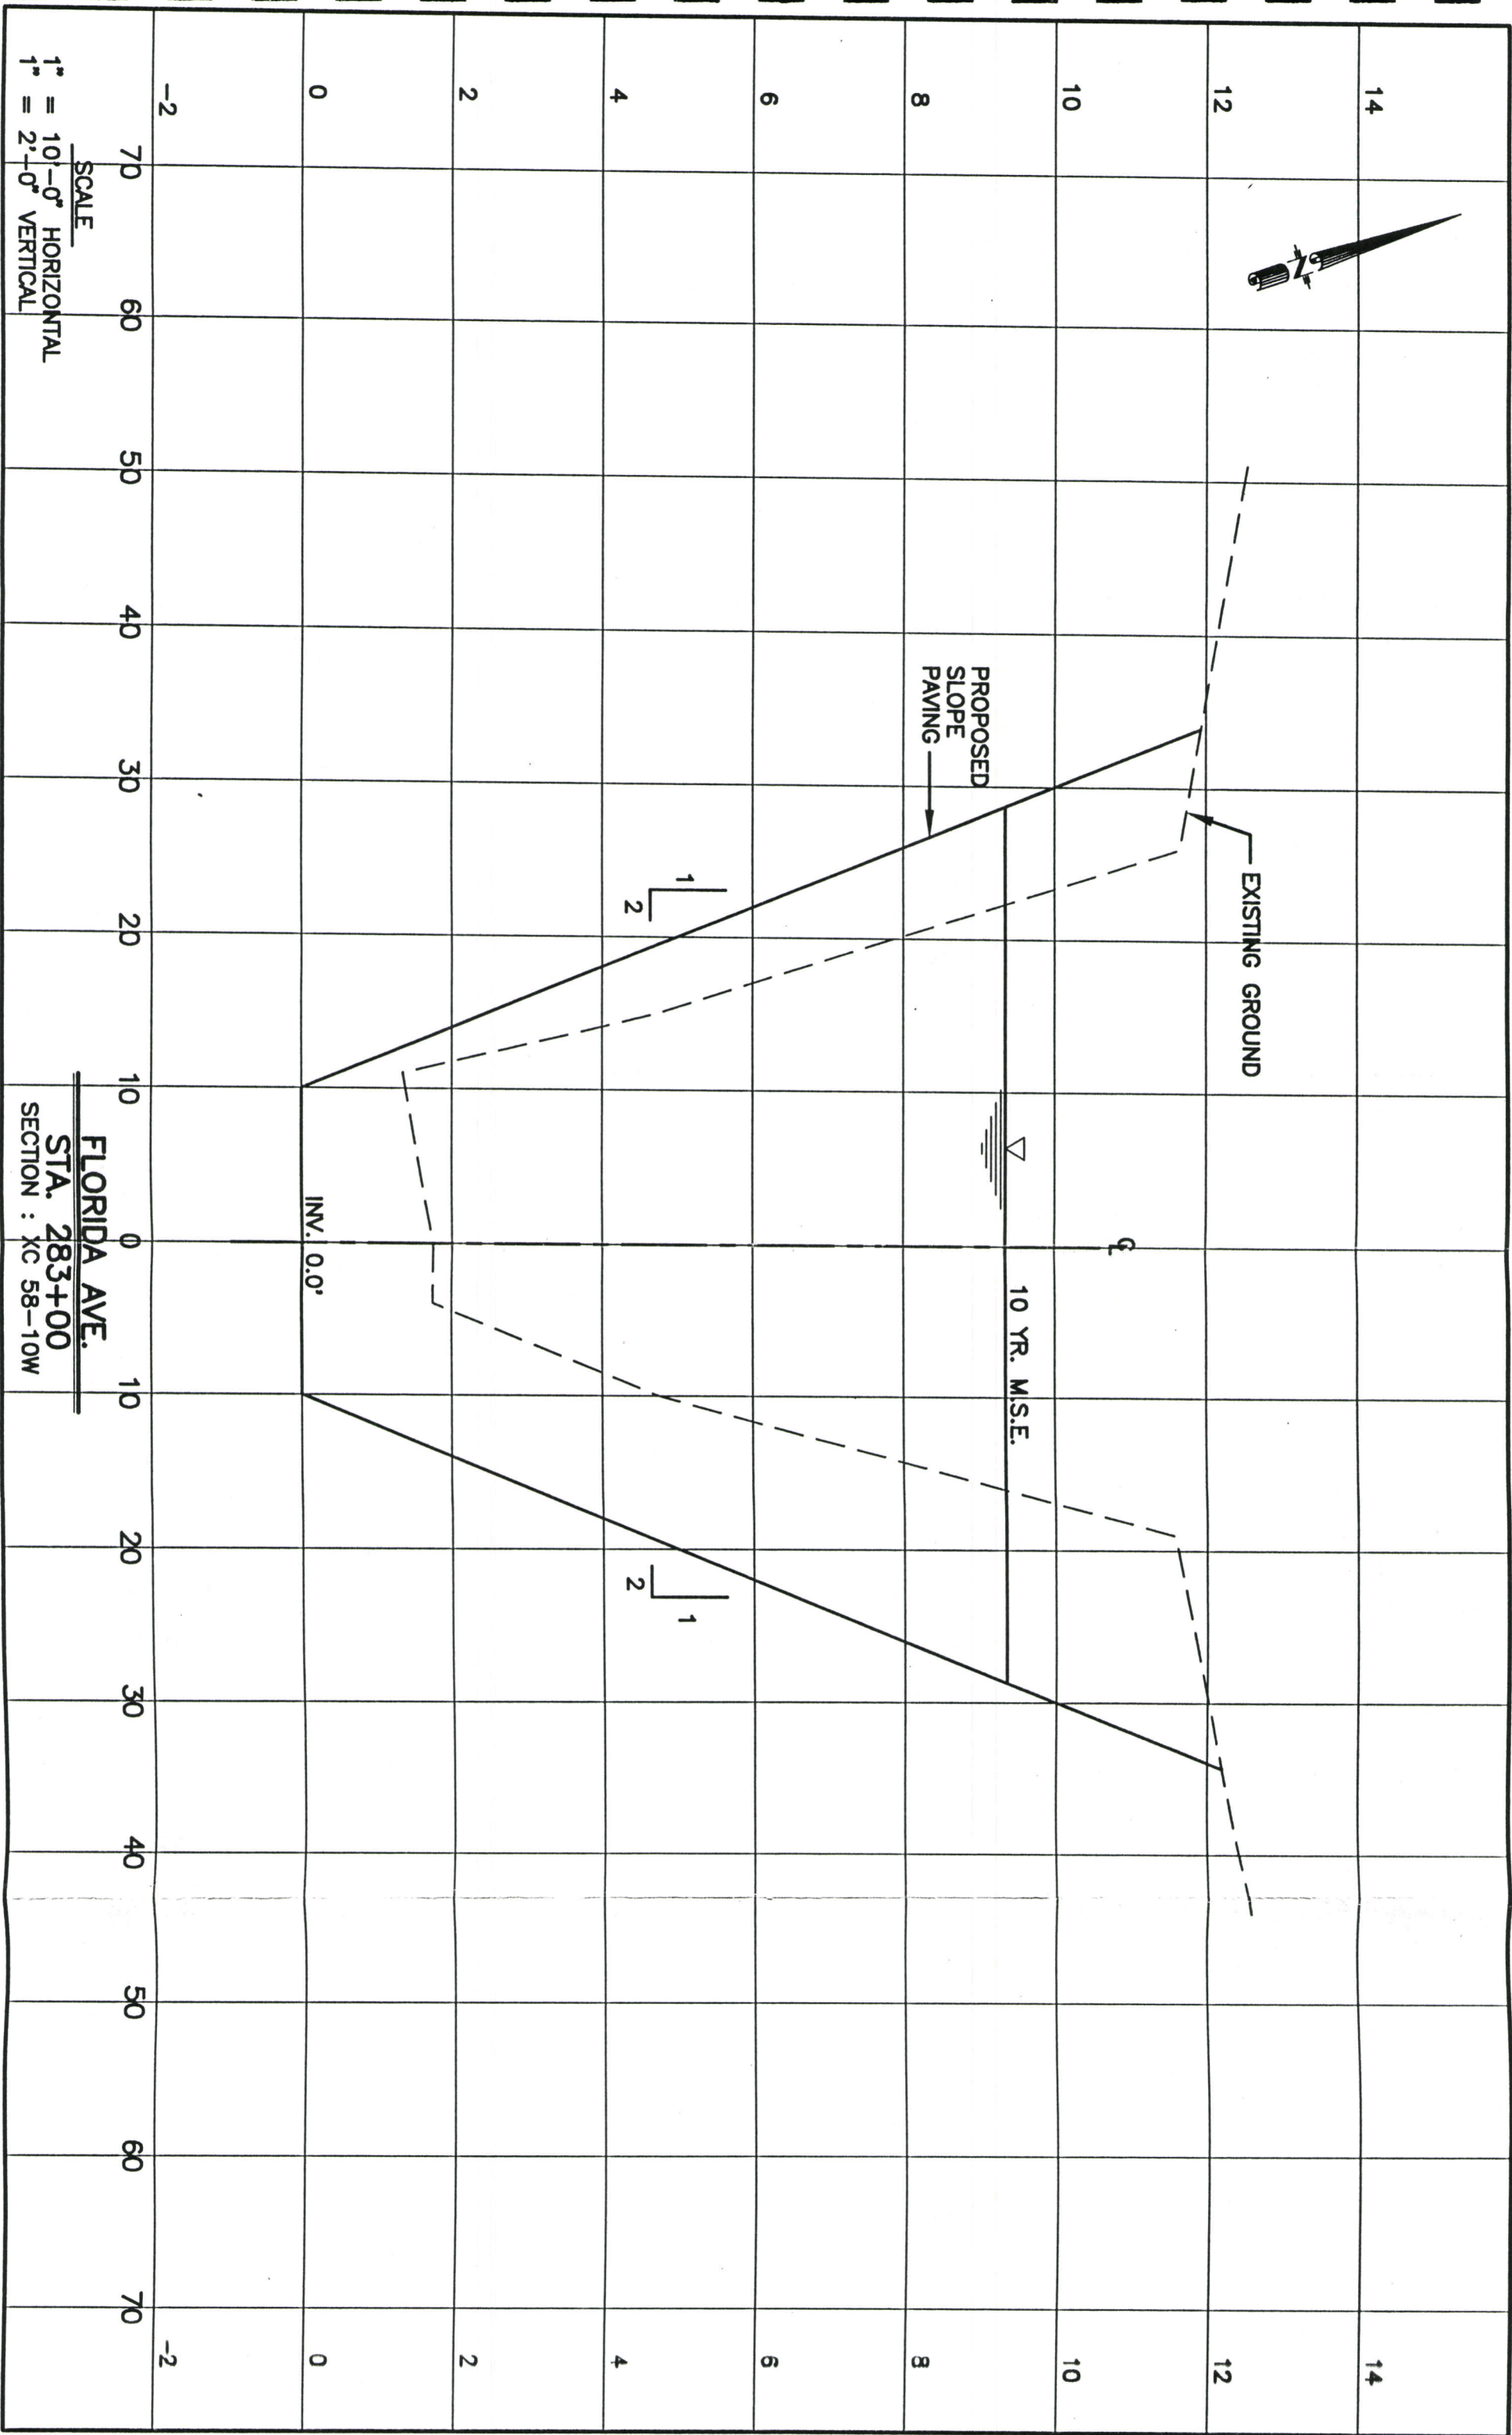 14
12
10
8
6
4
2
0
-2
14
12
10
8
6
4
2
0
-2
N
EXISTING GROUND
PROPOSED
SLOPE
PAVING
℄
10 YR. M.S.E.
1
2
1
2
INV. 0.0'
70 60 50 40 30 20 10 0 10 20 30 40 50 60 70
SCALE
1" = 10'-0" HORIZONTAL
1" = 2'-0" VERTICAL
FLORIDA AVE.
STA. 283+00
SECTION : XC 58-10W